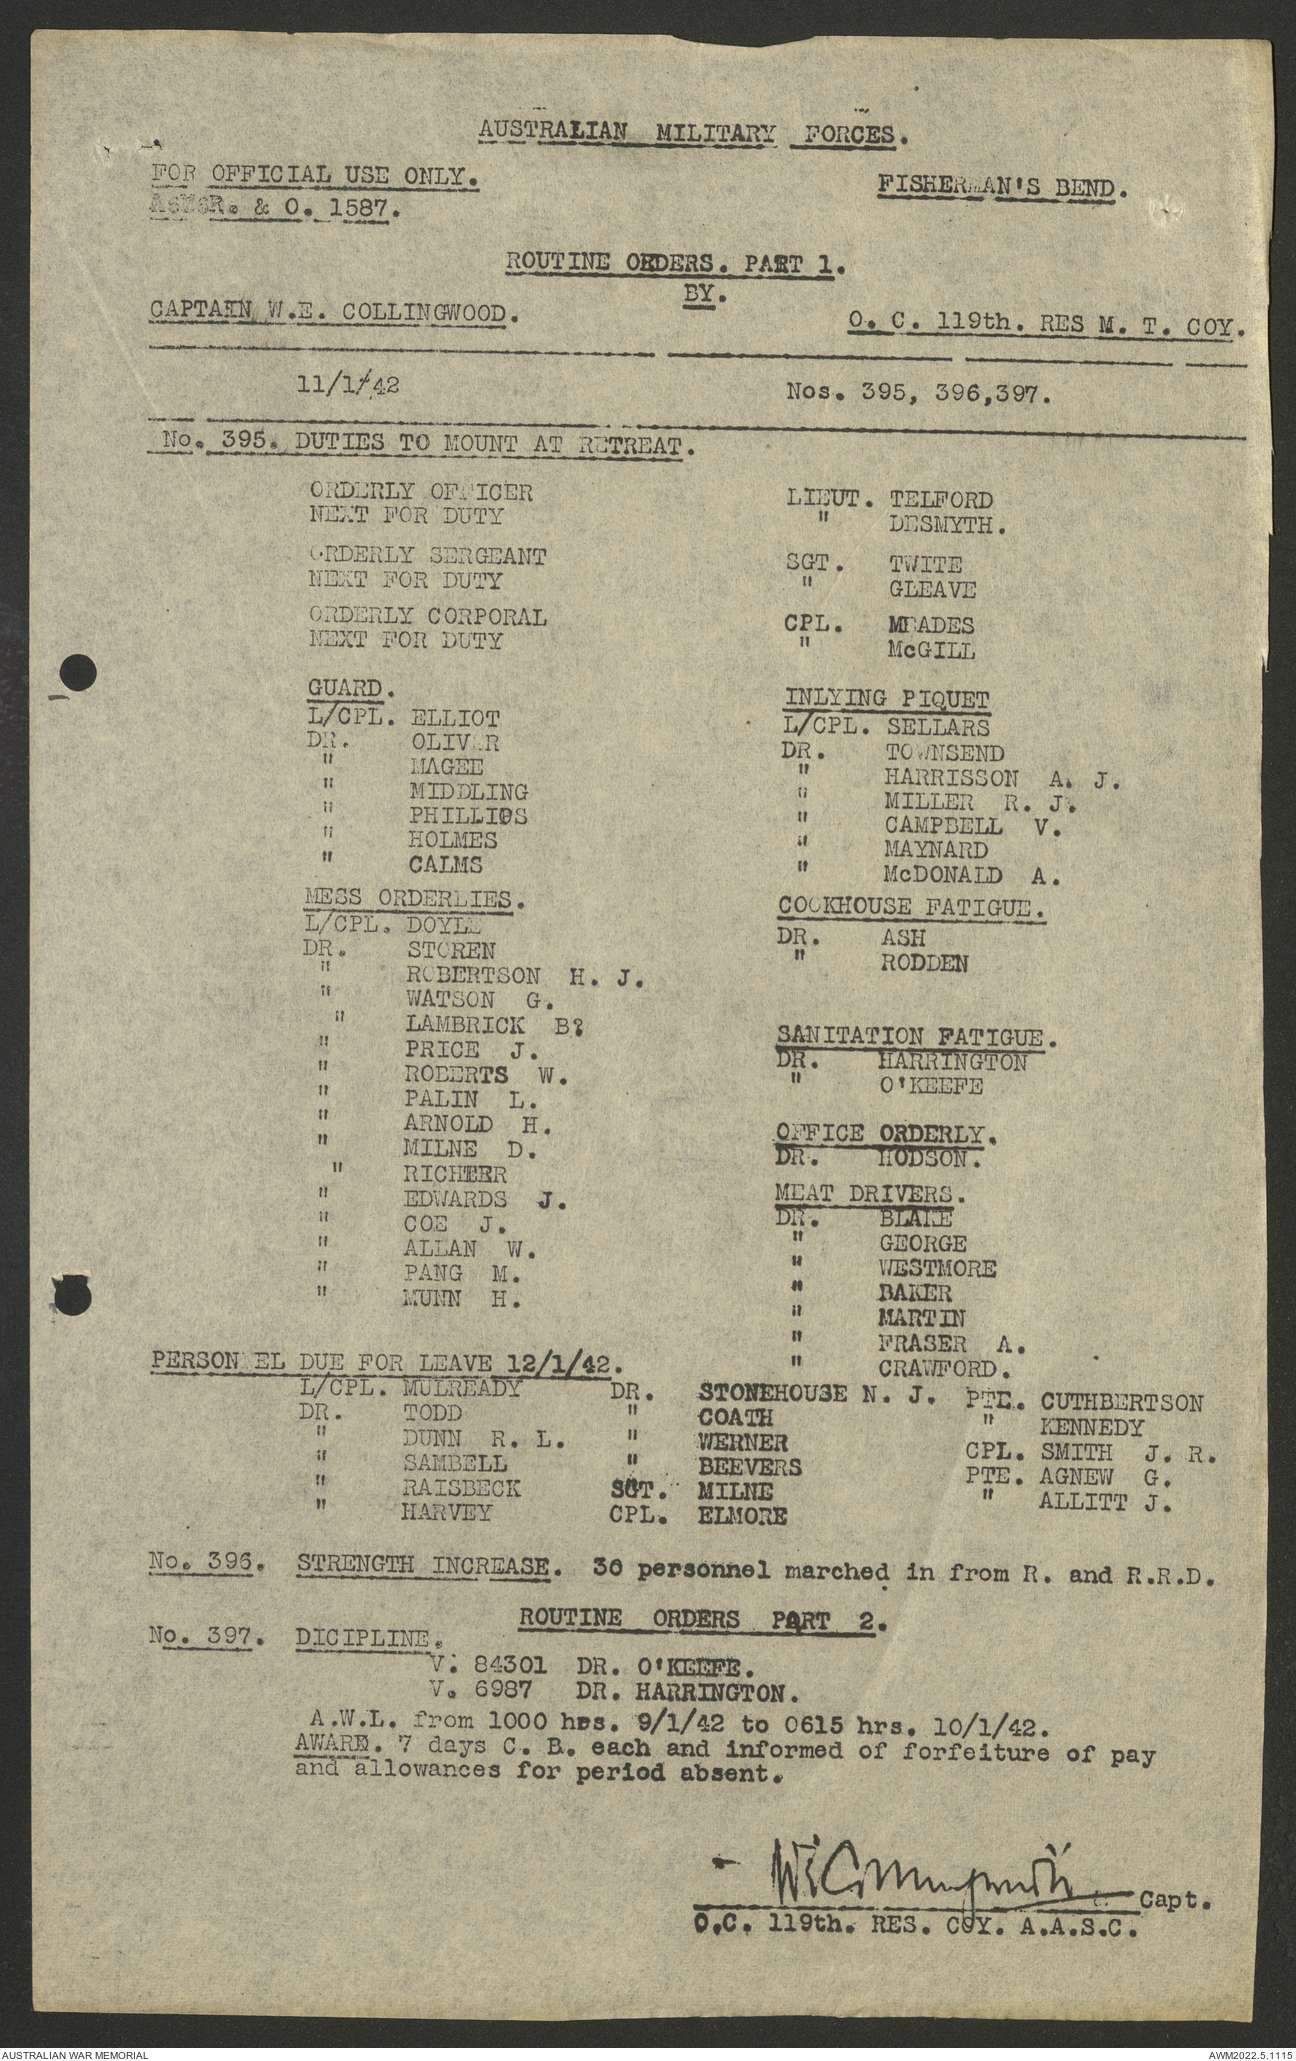 AUSTRALIAN MILITARY FORCES.
FOR OFFICIAL USE ONLY.
FISHERMAN'S BEND.
R. & O. 1587.
ROUTINE ORDERS. PART 1.
BY.
CAPTAIN W.E. COLLINGWOOD.
O. C. 119th. RES M. T. COY.
11/1/42
Nos. 395, 396,397.
No. 395. DUTIES TO MOUNT AT RETREAT.
ORDERLY OFFICER LIEUT. TELFORD
NEXT FOR DUTY " DESMYTH.
ORDERLY SERGEANT SGT. TWITE
NEXT FOR DUTY " GLEAVE
ORDERLY CORPORAL CPL. MEADES
NEXT FOR DUTY " McGILL
GUARD.
L/CPL. ELLIOT
DR. OLIVER
" MAGEE
" MIDDLING
" PHILLIPS
" HOLMES
" CALMS
INLYING PIQUET
L/CPL. SELLARS
DR. TOWNSEND
" HARRISSON A. J.
" MILLER R. J.
" CAMPBELL V.
" MAYNARD
" McDONALD A.
MESS ORDERLIES.
L/CPL. DOYLE
DR. STOREN
" ROBERTSON H. J.
" WATSON G.
" LAMBRICK B?
" PRICE J.
" ROBERTS W.
" PALIN L.
" ARNOLD H.
" MILNE D.
" RICHTER
" EDWARDS J.
" COE J.
" ALLAN W.
" PANG M.
" MUNN H.
COOKHOUSE FATIGUE.
DR. ASH
" RODDEN
SANITATION FATIGUE.
DR. HARRINGTON
" O'KEEFE
OFFICE ORDERLY.
DR. HODSON.
MEAT DRIVERS.
DR. BLAKE
" GEORGE
" WESTMORE
" BAKER
" MARTIN
" FRASER A.
" CRAWFORD.
PERSONNEL DUE FOR LEAVE 12/1/42.
L/CPL. MULREADY DR. STONEHOUSE N. J. PTE. CUTHBERTSON
DR. TODD " COATH " KENNEDY
" DUNN R. L. " WERNER CPL. SMITH J. R.
" SAMBELL " BEEVERS PTE. AGNEW G.
" RAISBECK SGT. MILNE " ALLITT J.
" HARVEY CPL. ELMORE
No. 396. STRENGTH INCREASE. 30 personnel marched in from R. and R.R.D.
ROUTINE ORDERS PART 2.
No. 397. DICIPLINE.
V. 84301 DR. O'KEEFE.
V. 6987 DR. HARRINGTON.
A.W.L. from 1000 hrs. 9/1/42 to 0615 hrs. 10/1/42.
AWARD. 7 days C. B. each and informed of forfeiture of pay
and allowances for period absent.
Capt.
O.C. 119th. RES. COY. A.A.S.C.
AUSTRALIAN WAR MEMORIAL
AWM2022.5.1115